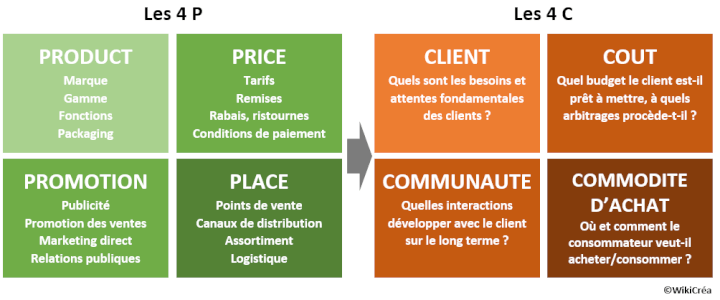 Les 4 P
Les 4 C
PRODUCT
Marque
Gamme
Fonctions
Packaging
PRICE
Tarifs
Remises
Rabais, ristournes
Conditions de paiement
PROMOTION
Publicité
Promotion des ventes
Marketing direct
Relations publiques
PLACE
Points de vente
Canaux de distribution
Assortiment
Logistique
CLIENT
Quels sont les besoins et
attentes fondamentales
des clients ?
COUT
Quel budget le client est-il
prêt à mettre, à quels
arbitrages procède-t-il ?
COMMUNAUTE
Quelles interactions
développer avec le client
sur le long terme ?
COMMODITE
D’ACHAT
Où et comment le
consommateur veut-il
acheter/consommer ?
©WikiCréa